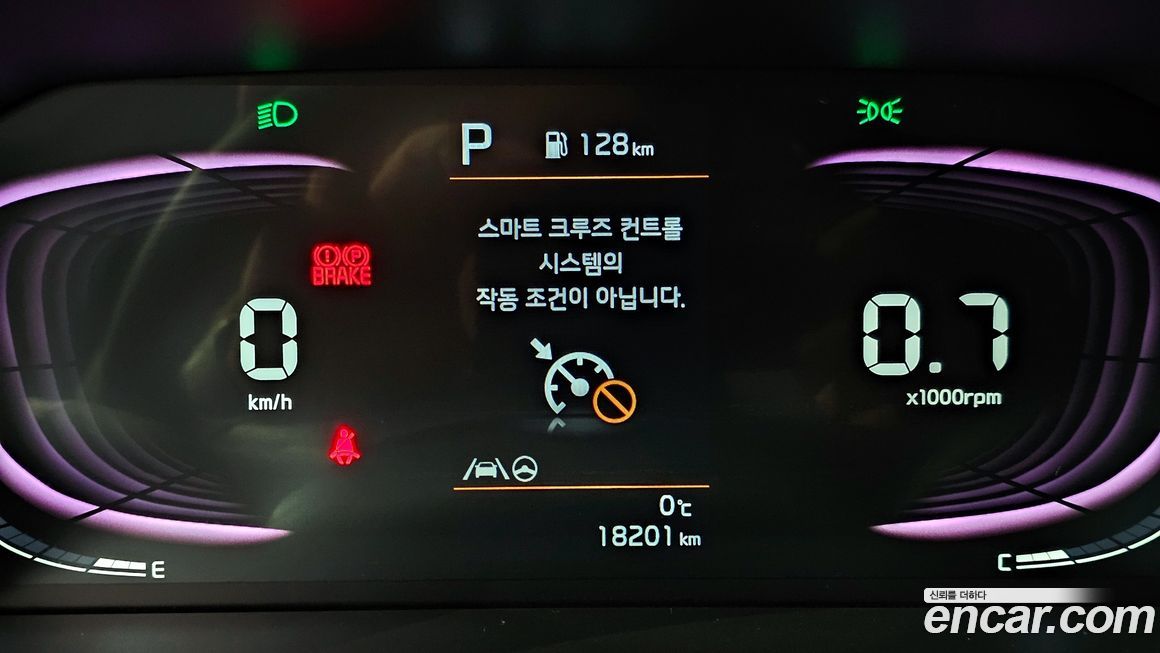 P
128 km
스마트 크루즈 컨트롤
시스템의
작동 조건이 아닙니다.
(!) (P)
BRAKE
0
km/h
0.7
x1000rpm
0℃
18201 km
E
C
신뢰를 더하다
encar.com